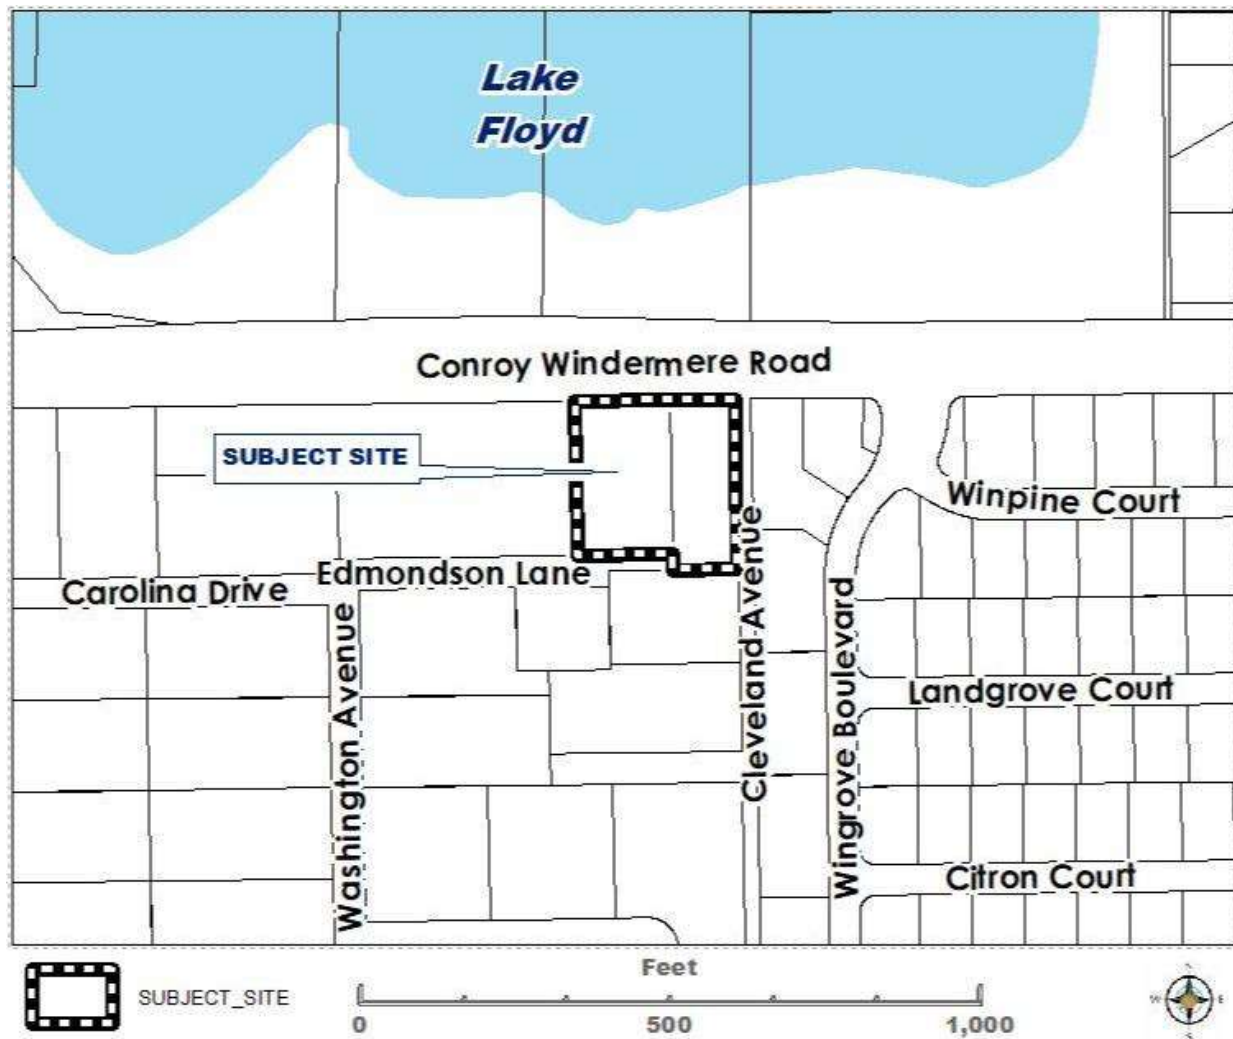 Lake
Floyd
Conroy Windermere Road
SUBJECT SITE
Winpine Court
Edmondson Lane
Carolina Drive
Cleveland Avenue
Wingrove Boulevard
Washington Avenue
Landgrove Court
Citron Court
Feet
SUBJECT_SITE
0 500 1,000
N
W E
S